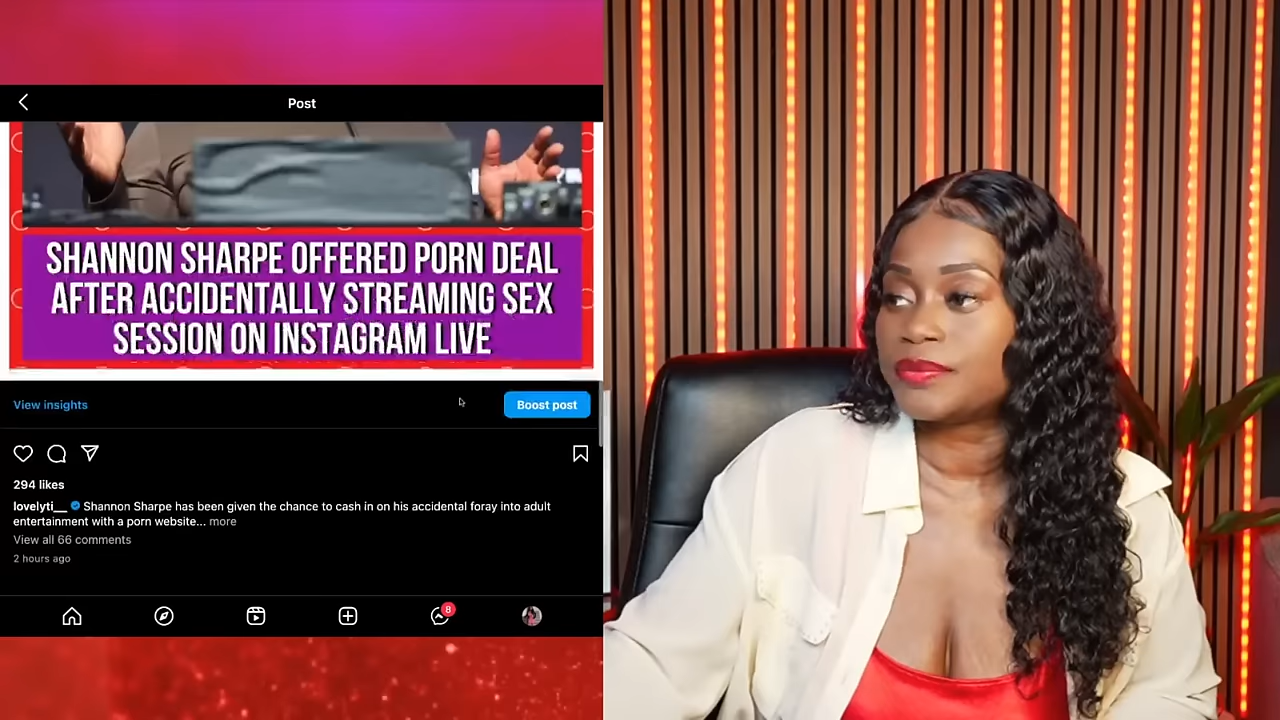 Post
SHANNON SHARPE OFFERED PORN DEAL
AFTER ACCIDENTALLY STREAMING SEX
SESSION ON INSTAGRAM LIVE
View insights
Boost post
294 likes
lovelyti__ Shannon Sharpe has been given the chance to cash in on his accidental foray into adult
entertainment with a porn website... more
View all 66 comments
2 hours ago
8